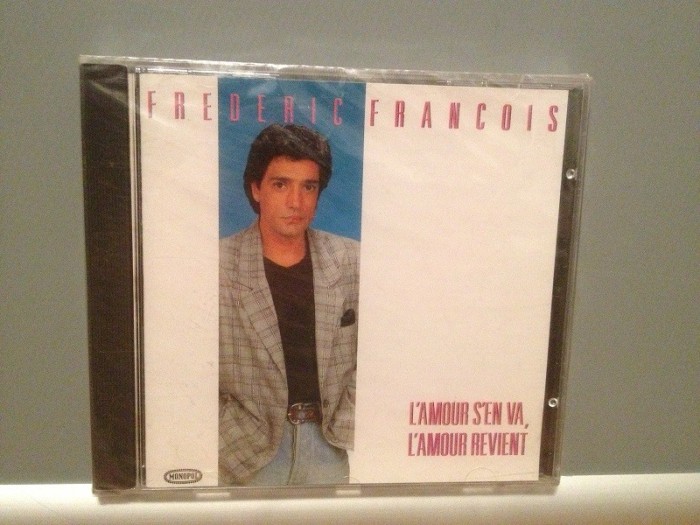 FREDERIC FRANCOIS
L'AMOUR S'EN VA,
L'AMOUR REVIENT
MONOPOL